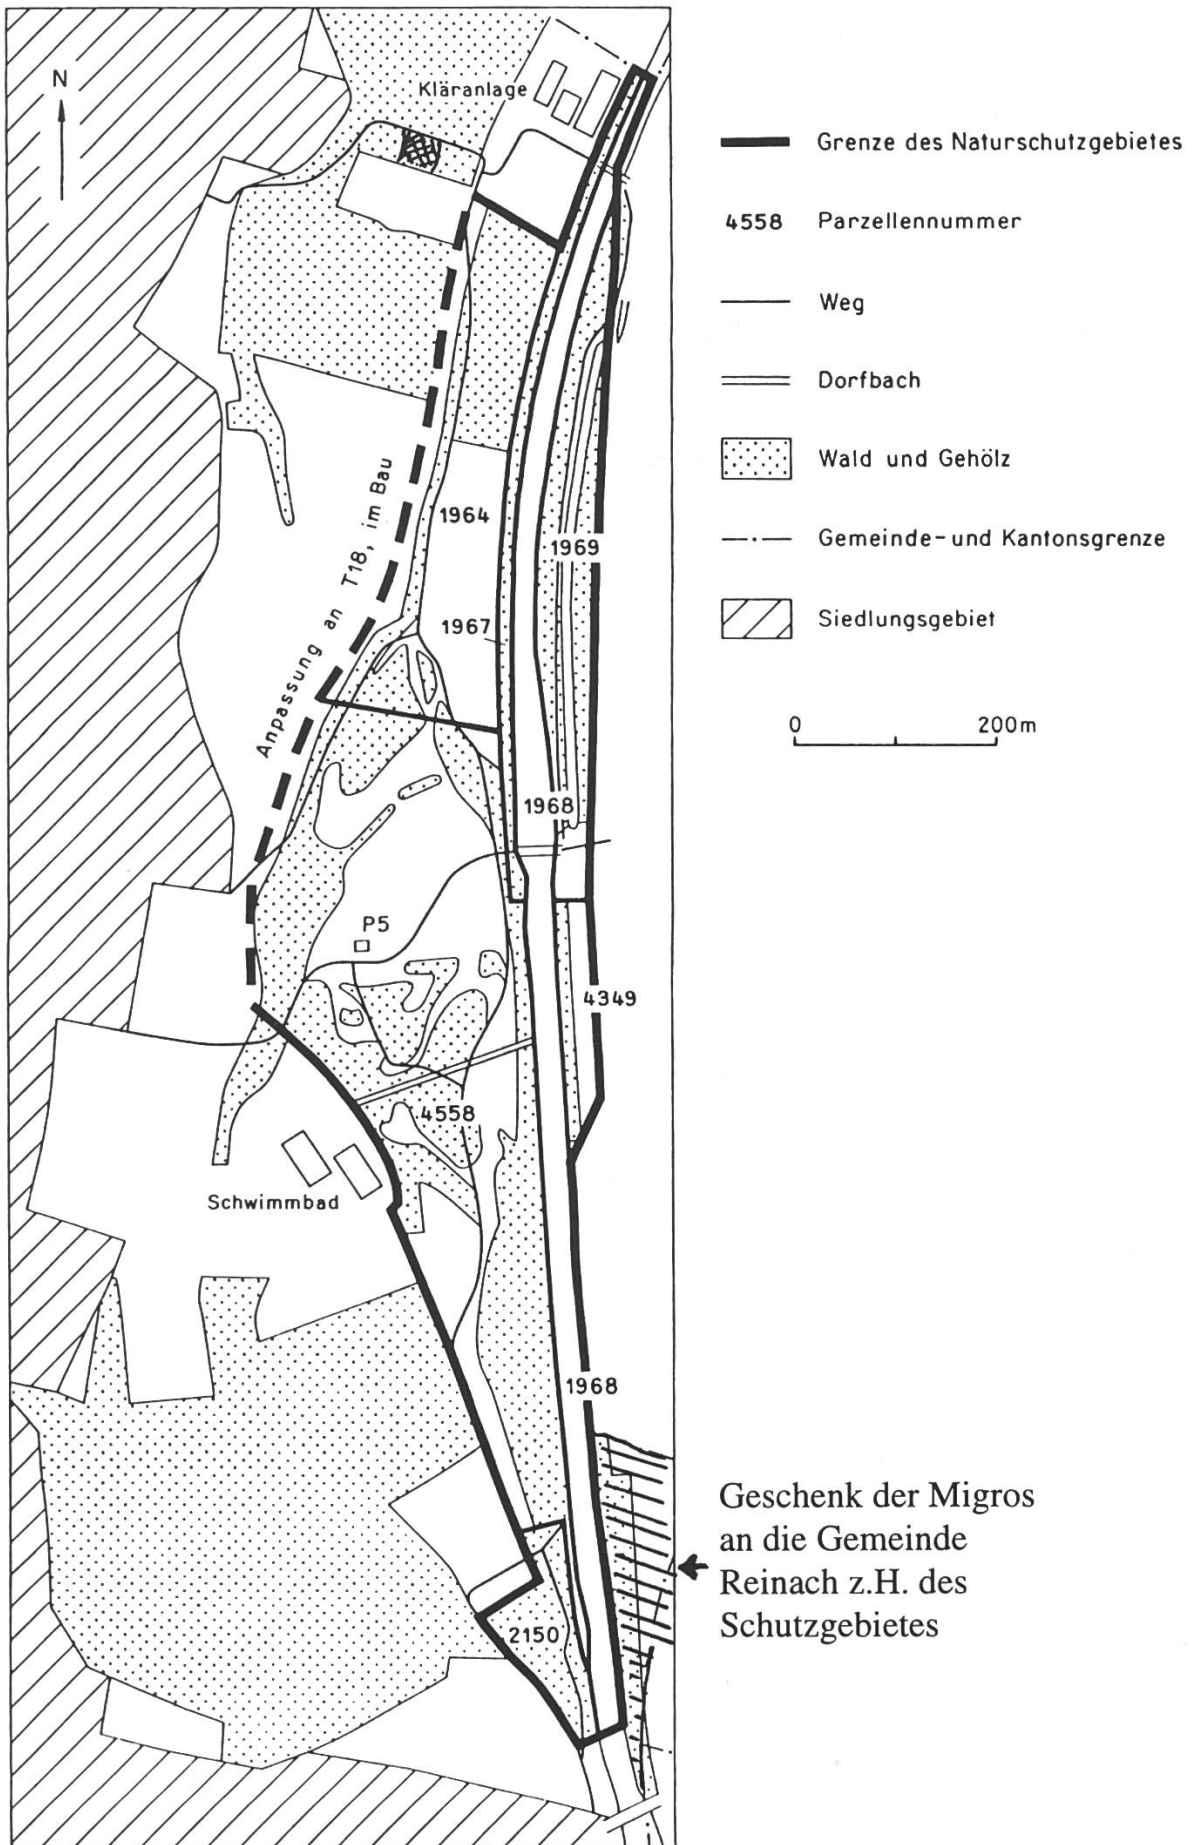 N
Kläranlage
Grenze des Naturschutzgebietes
4558 Parzellennummer
Weg
Dorfbach
Wald und Gehölz
Gemeinde- und Kantonsgrenze
Siedlungsgebiet
0 200m
Anpassung an T18, im Bau
1964
1969
1967
1968
P5
4349
4558
Schwimmbad
1968
Geschenk der Migros
an die Gemeinde
Reinach z.H. des
Schutzgebietes
2150